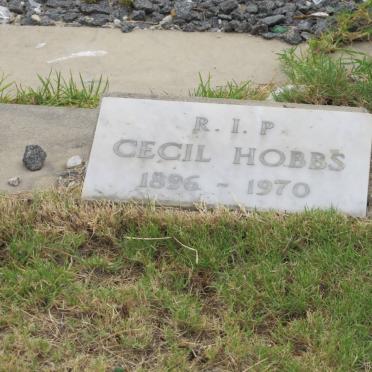 R. I. P
CECIL HOBBS
1896 - 1970